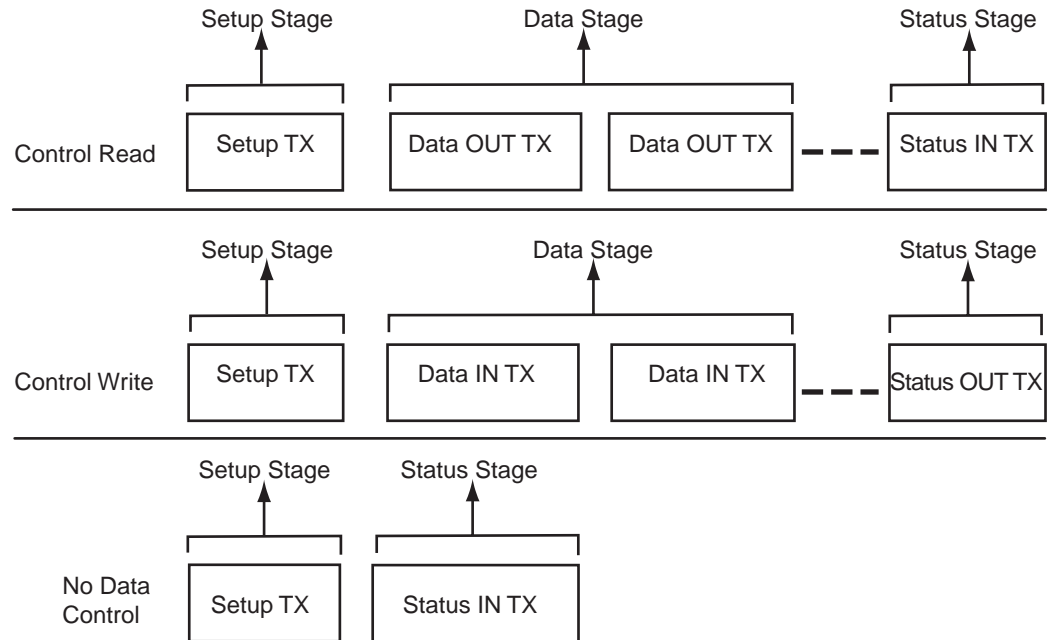 Setup Stage Data Stage Status Stage
Control Read Setup TX Data OUT TX Data OUT TX Status IN TX
Setup Stage Data Stage Status Stage
Control Write Setup TX Data IN TX Data IN TX Status OUT TX
Setup Stage Status Stage
No Data
Control
Setup TX Status IN TX